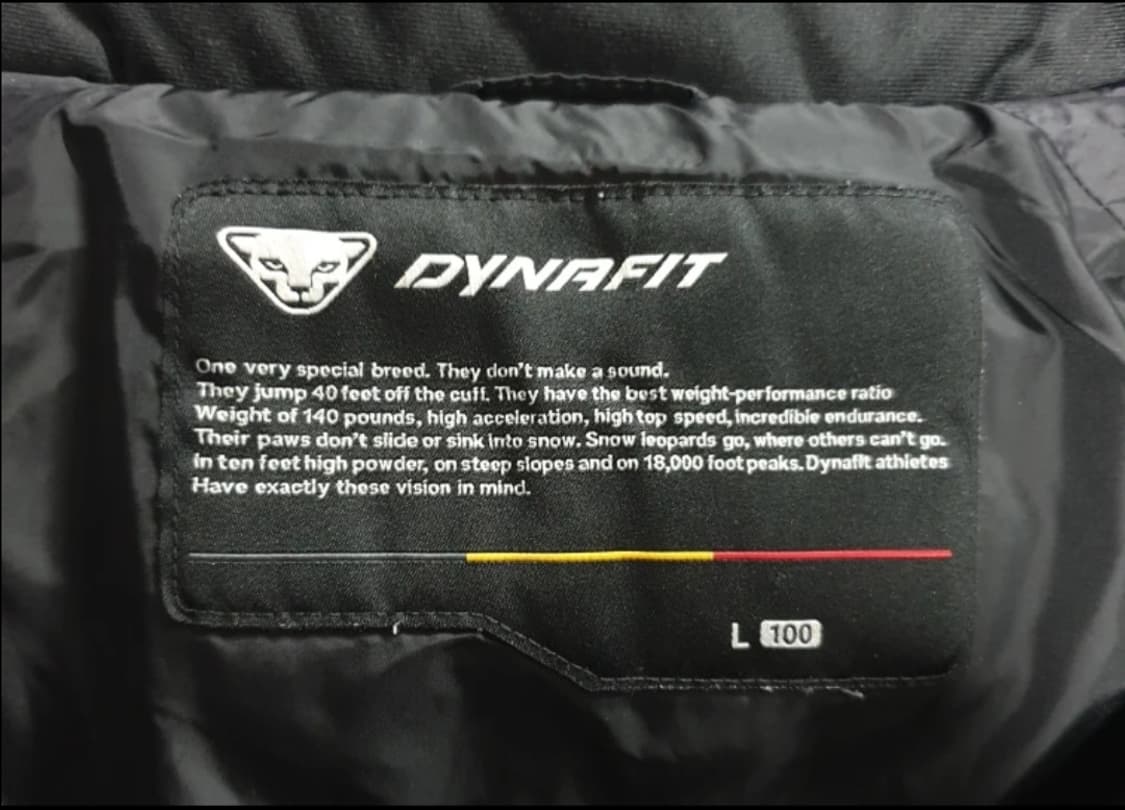 DYNAFIT
One very special breed. They don't make a sound.
They jump 40 feet off the cuff. They have the best weight-performance ratio
Weight of 140 pounds, high acceleration, high top speed, incredible endurance.
Their paws don't slide or sink into snow. Snow leopards go, where others can't go.
in ten feet high powder, on steep slopes and on 18,000 foot peaks. Dynafit athletes
Have exactly these vision in mind.
L 100